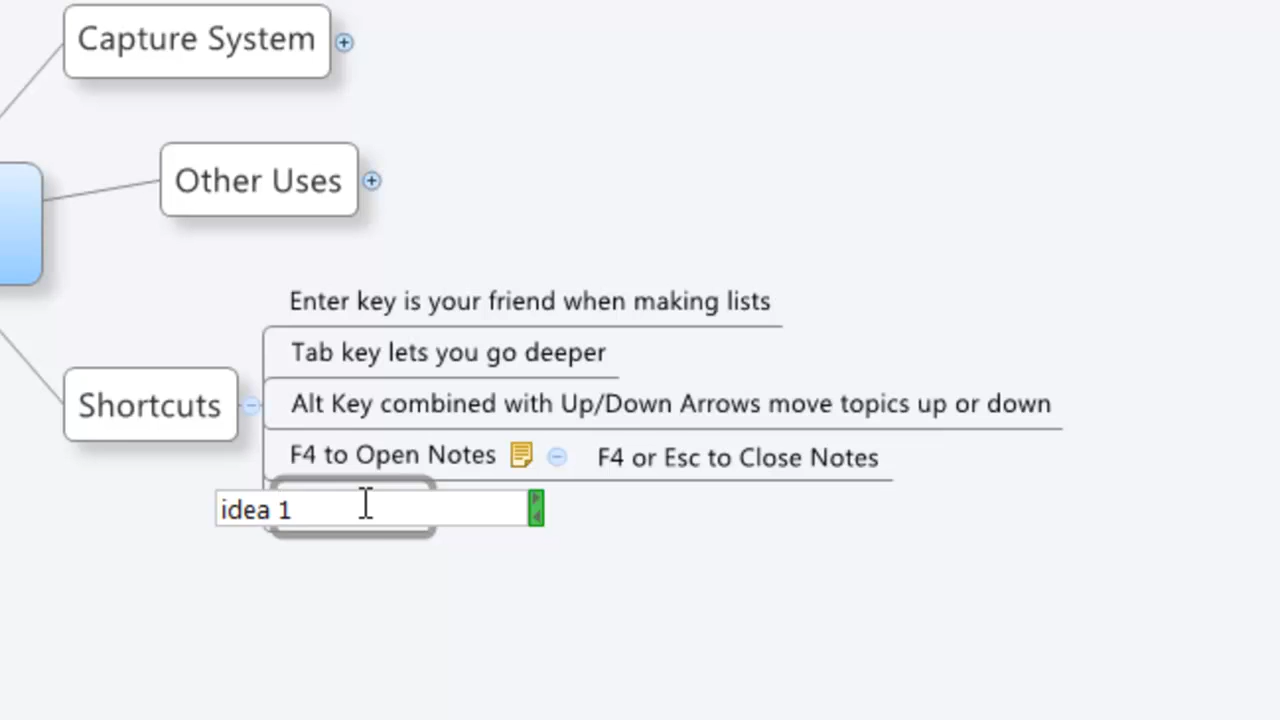 Capture System
Other Uses
Enter key is your friend when making lists
Tab key lets you go deeper
Shortcuts
Alt Key combined with Up/Down Arrows move topics up or down
F4 to Open Notes
F4 or Esc to Close Notes
idea 1